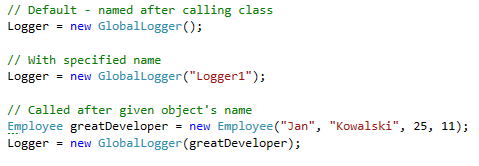 // Default - named after calling class
Logger = new GlobalLogger();
// With specified name
Logger = new GlobalLogger("Logger1");
// Called after given object's name
Employee greatDeveloper = new Employee("Jan", "Kowalski", 25, 11);
Logger = new GlobalLogger(greatDeveloper);